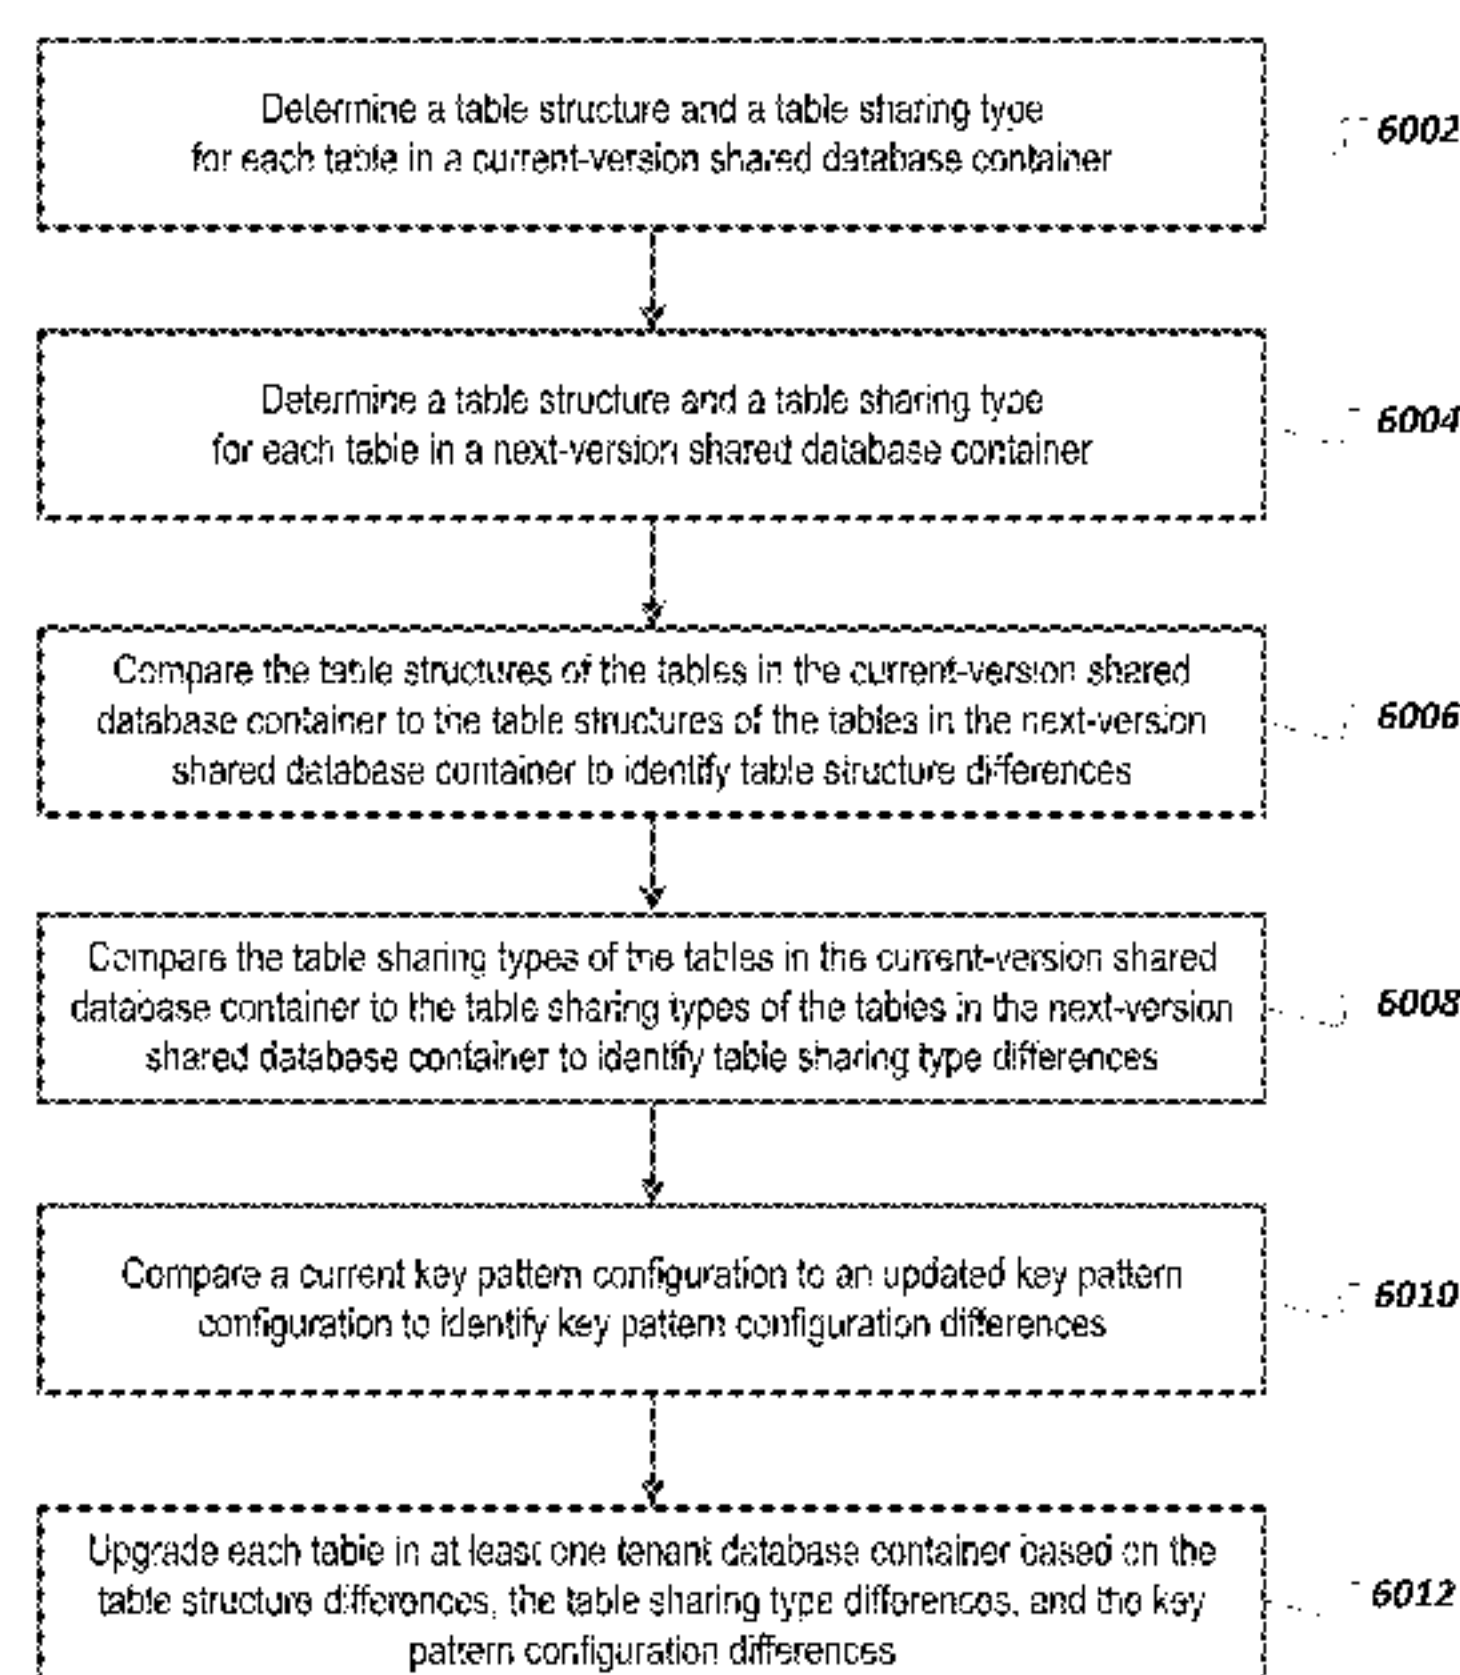 Determine a table structure and a table sharing type
for each table in a current-version shared database container
6002
Determine a table structure and a table sharing type
for each table in a next-version shared database container
6004
Compare the table structures of the tables in the current-version shared
database container to the table structures of the tables in the next-version
shared database container to identify table structure differences
6006
Compare the table sharing types of the tables in the current-version shared
database container to the table sharing types of the tables in the next-version
shared database container to identify table sharing type differences
6008
Compare a current key pattern configuration to an updated key pattern
configuration to identify key pattern configuration differences
6010
Upgrade each table in at least one tenant database container based on the
table structure differences, the table sharing type differences, and the key
pattern configuration differences
6012